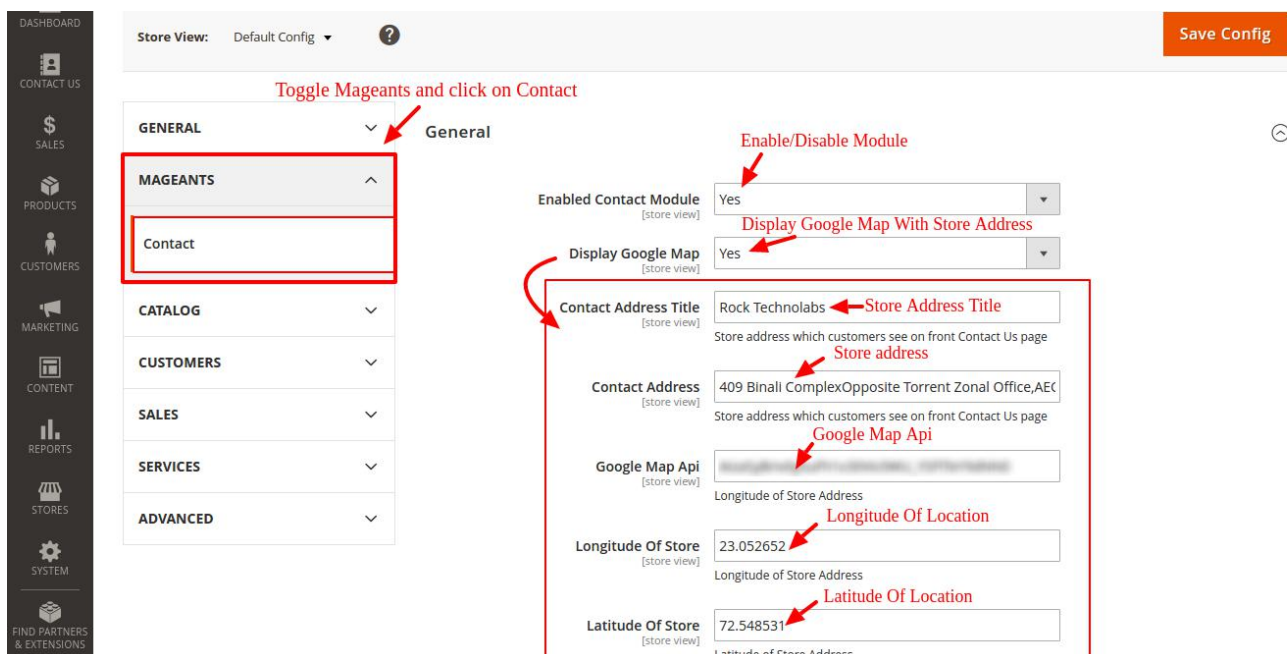 DASHBOARD
CONTACT US
SALES
PRODUCTS
CUSTOMERS
MARKETING
CONTENT
REPORTS
STORES
SYSTEM
FIND PARTNERS
& EXTENSIONS
Store View: Default Config
?
Save Config
Toggle Mageants and click on Contact
GENERAL
MAGEANTS
Contact
CATALOG
CUSTOMERS
SALES
SERVICES
ADVANCED
General
Enable/Disable Module
Enabled Contact Module Yes
[store view]
Display Google Map With Store Address
Display Google Map Yes
[store view]
Contact Address Title Rock Technolabs Store Address Title
[store view]
Store address which customers see on front Contact Us page
Store address
Contact Address 409 Binali ComplexOpposite Torrent Zonal Office,AEC
[store view]
Store address which customers see on front Contact Us page
Google Map Api
Google Map Api
[store view]
Longitude of Store Address
Longitude Of Location
Longitude Of Store 23.052652
[store view]
Longitude of Store Address
Latitude Of Location
Latitude Of Store 72.548531
[store view]
Latitude of Store Address